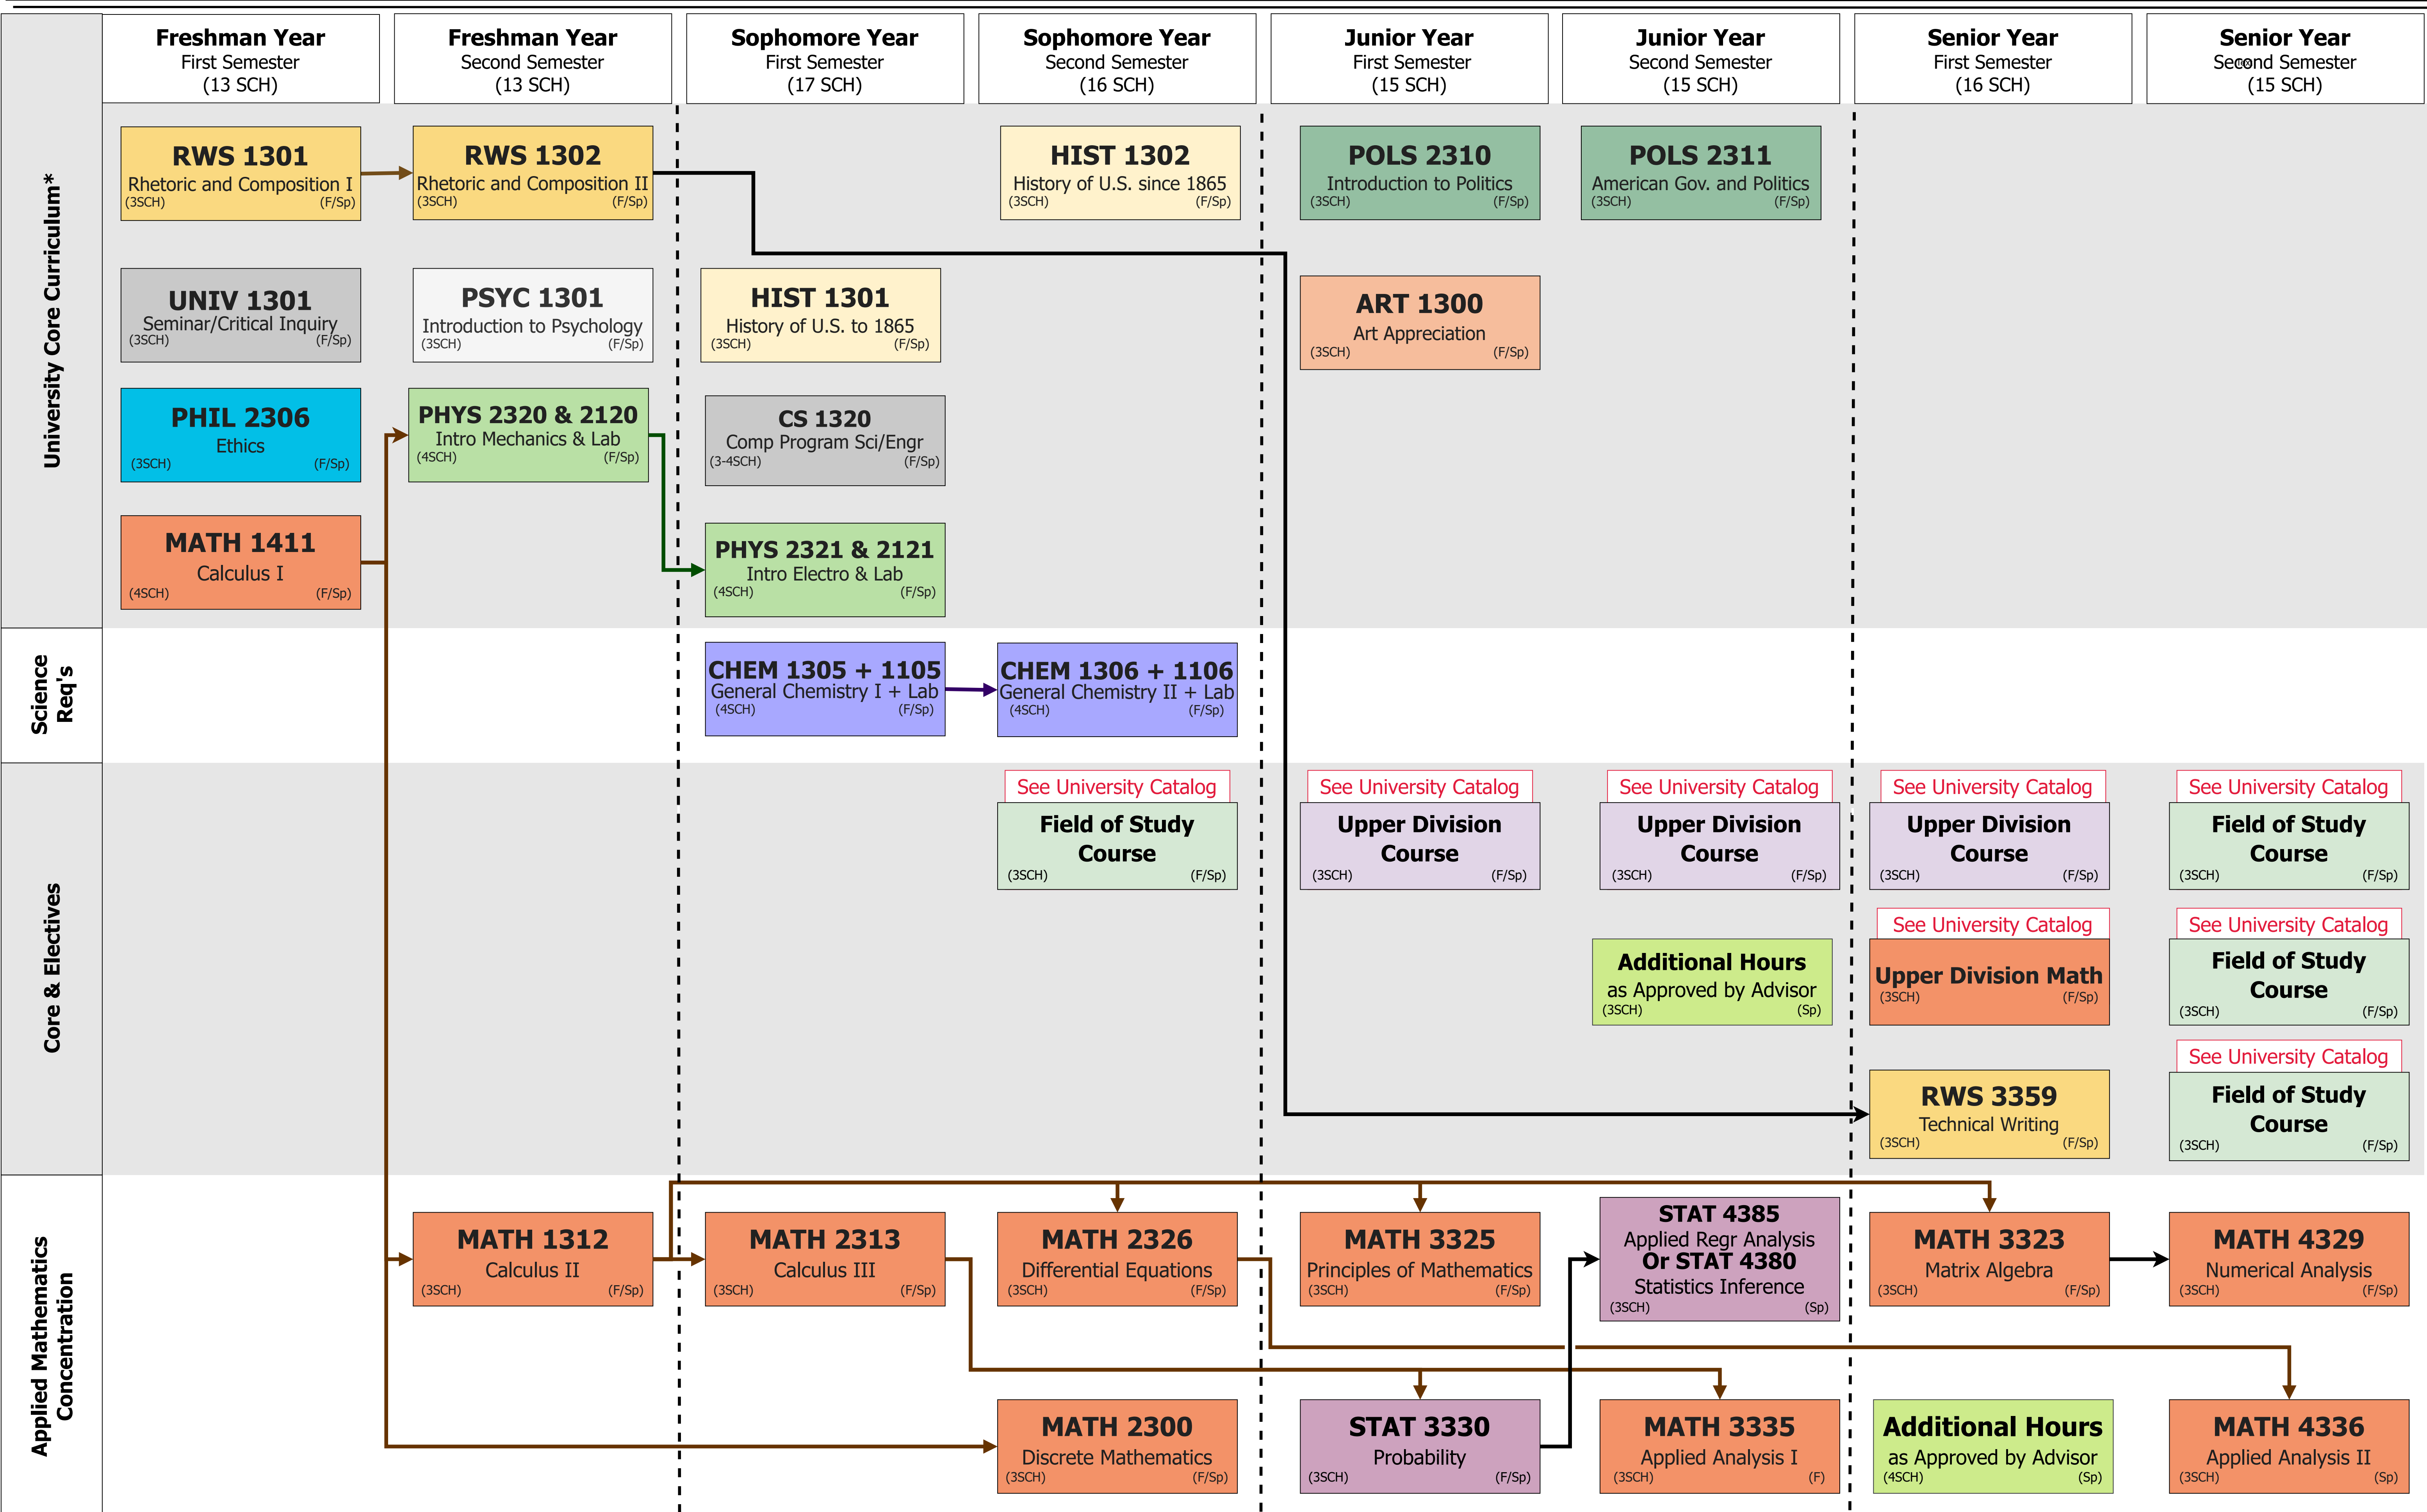 Freshman Year
First Semester
(13 SCH)
Freshman Year
Second Semester
(13 SCH)
Sophomore Year
First Semester
(17 SCH)
Sophomore Year
Second Semester
(16 SCH)
Junior Year
First Semester
(15 SCH)
Junior Year
Second Semester
(15 SCH)
Senior Year
First Semester
(16 SCH)
Senior Year
Second Semester
(15 SCH)
University Core Curriculum*
RWS 1301
Rhetoric and Composition I
(3SCH) (F/Sp)
RWS 1302
Rhetoric and Composition II
(3SCH) (F/Sp)
HIST 1302
History of U.S. since 1865
(3SCH) (F/Sp)
POLS 2310
Introduction to Politics
(3SCH) (F/Sp)
POLS 2311
American Gov. and Politics
(3SCH) (F/Sp)
UNIV 1301
Seminar/Critical Inquiry
(3SCH) (F/Sp)
PSYC 1301
Introduction to Psychology
(3SCH) (F/Sp)
HIST 1301
History of U.S. to 1865
(3SCH) (F/Sp)
ART 1300
Art Appreciation
(3SCH) (F/Sp)
PHIL 2306
Ethics
(3SCH) (F/Sp)
PHYS 2320 & 2120
Intro Mechanics & Lab
(4SCH) (F/Sp)
CS 1320
Comp Program Sci/Engr
(3-4SCH) (F/Sp)
MATH 1411
Calculus I
(4SCH) (F/Sp)
PHYS 2321 & 2121
Intro Electro & Lab
(4SCH) (F/Sp)
Science
Req's
CHEM 1305 + 1105
General Chemistry I + Lab
(4SCH) (F/Sp)
CHEM 1306 + 1106
General Chemistry II + Lab
(4SCH) (F/Sp)
Core & Electives
See University Catalog
Field of Study
Course
(3SCH) (F/Sp)
See University Catalog
Upper Division
Course
(3SCH) (F/Sp)
See University Catalog
Upper Division
Course
(3SCH) (F/Sp)
See University Catalog
Upper Division
Course
(3SCH) (F/Sp)
See University Catalog
Field of Study
Course
(3SCH) (F/Sp)
Additional Hours
as Approved by Advisor
(3SCH) (Sp)
See University Catalog
Upper Division Math
(3SCH) (F/Sp)
See University Catalog
Field of Study
Course
(3SCH) (F/Sp)
RWS 3359
Technical Writing
(3SCH) (F/Sp)
See University Catalog
Field of Study
Course
(3SCH) (F/Sp)
Applied Mathematics
Concentration
MATH 1312
Calculus II
(3SCH) (F/Sp)
MATH 2313
Calculus III
(3SCH) (F/Sp)
MATH 2326
Differential Equations
(3SCH) (F/Sp)
MATH 3325
Principles of Mathematics
(3SCH) (F/Sp)
STAT 4385
Applied Regr Analysis
Or STAT 4380
Statistics Inference
(3SCH) (Sp)
MATH 3323
Matrix Algebra
(3SCH) (F/Sp)
MATH 4329
Numerical Analysis
(3SCH) (F/Sp)
MATH 2300
Discrete Mathematics
(3SCH) (F/Sp)
STAT 3330
Probability
(3SCH) (F/Sp)
MATH 3335
Applied Analysis I
(3SCH) (F)
Additional Hours
as Approved by Advisor
(4SCH) (Sp)
MATH 4336
Applied Analysis II
(3SCH) (Sp)